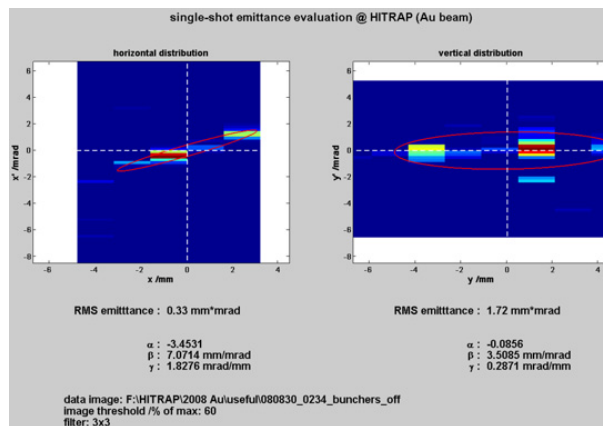 single-shot emittance evaluation @ HITRAP (Au beam)
horizontal distribution
vertical distribution
6
4
2
0
-2
-4
-6
-8
x' /mrad
-6 -4 -2 0 2 4
x /mm
6
4
2
0
-2
-4
-6
-8
y' /mrad
-6 -4 -2 0 2 4
y /mm
RMS emitttance : 0.33 mm*mrad
α : -3.4531
β : 7.0714 mm/mrad
γ : 1.8276 mrad/mm
RMS emitttance : 1.72 mm*mrad
α : -0.0856
β : 3.5085 mm/mrad
γ : 0.2871 mrad/mm
data image: F:\HITRAP\2008 Au\useful\080830_0234_bunchers_off
image threshold /% of max: 60
filter: 3x3